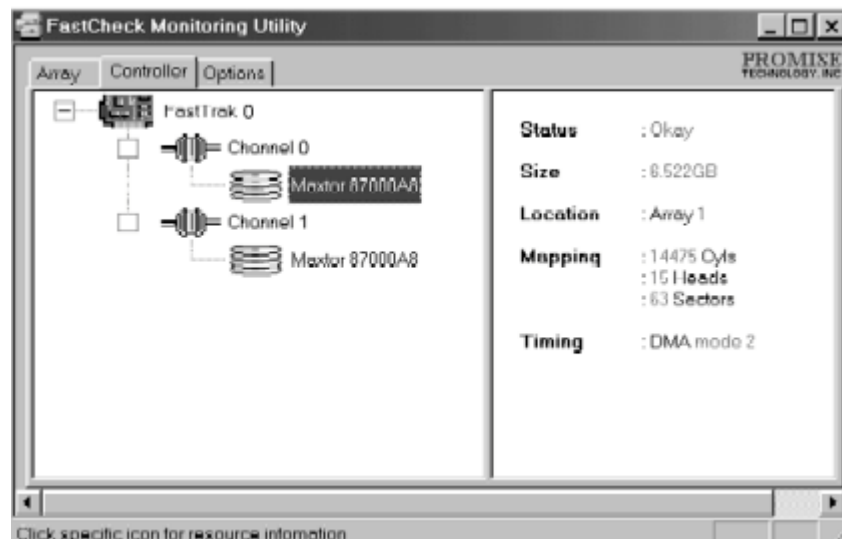 FastCheck Monitoring Utility
Array Controller Options
PROMISE
TECHNOLOGY, INC
FastTrak 0
Channel 0
Maxtor 87000A8
Channel 1
Maxtor 87000A8
Status : Okay
Size : 6.522GB
Location : Array 1
Mapping : 14475 Cyls
: 15 Heads
: 63 Sectors
Timing : DMA mode 2
Click specific icon for resource infomation